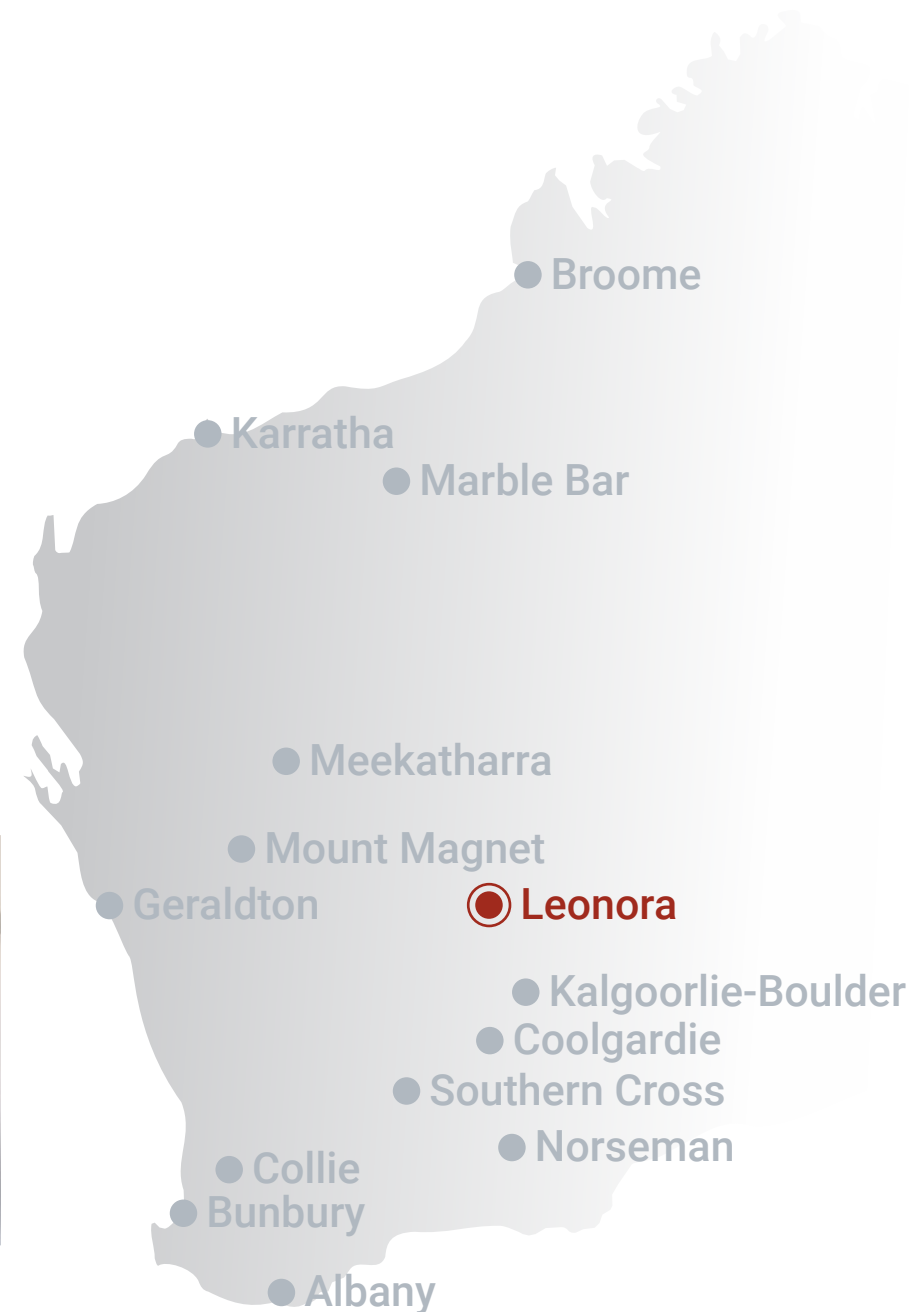 Broome
Karratha
Marble Bar
Meekatharra
Mount Magnet
Geraldton
Leonora
Kalgoorlie-Boulder
Coolgardie
Southern Cross
Norseman
Collie
Bunbury
Albany